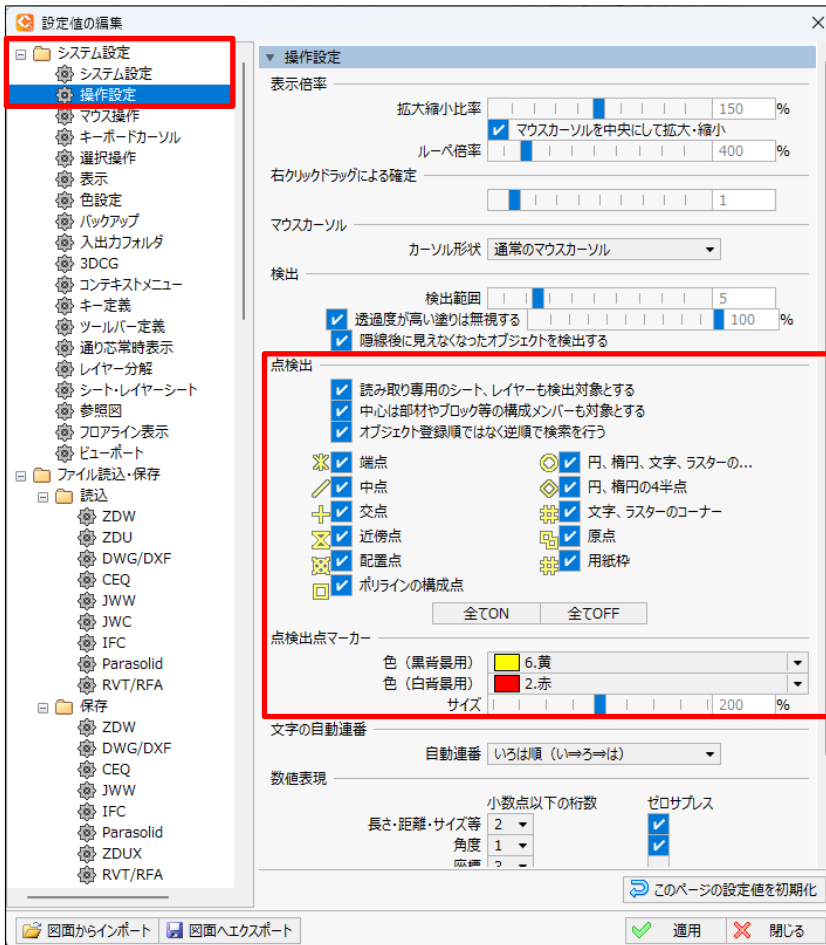 設定値の編集
システム設定
システム設定
操作設定
マウス操作
キーボードカーソル
選択操作
表示
色設定
バックアップ
入出力フォルダ
3DCG
コンテキストメニュー
キー定義
ツールバー定義
通り芯常時表示
レイヤー分解
シート・レイヤーシート
参照図
フロアライン表示
ビューポート
ファイル読込・保存
読込
ZDW
ZDU
DWG/DXF
CEQ
JWW
JWC
IFC
Parasolid
RVT/RFA
保存
ZDW
DWG/DXF
CEQ
JWW
IFC
Parasolid
ZDUX
RVT/RFA
操作設定
表示倍率
拡大縮小比率 150 %
マウスカーソルを中央にして拡大・縮小
ルーペ倍率 400 %
右クリックドラッグによる確定
1
マウスカーソル
カーソル形状 通常のマウスカーソル
検出
検出範囲 5
透過度が高い塗りは無視する 100 %
隠線後に見えなくなったオブジェクトを検出する
点検出
読み取り専用のシート、レイヤーも検出対象とする
中心は部材やブロック等の構成メンバーも対象とする
オブジェクト登録順ではなく逆順で検索を行う
端点 円、楕円、文字、ラスターの...
中点 円、楕円の4半点
交点 文字、ラスターのコーナー
近傍点 原点
配置点 用紙枠
ポリラインの構成点
全てON 全てOFF
点検出点マーカー
色（黒背景用） 6.黄
色（白背景用） 2.赤
サイズ 200 %
文字の自動連番
自動連番 いろは順（い⇒ろ⇒は）
数値表現
小数点以下の桁数 ゼロサプレス
長さ・距離・サイズ等 2
角度 1
座標 3
このページの設定値を初期化
図面からインポート 図面へエクスポート 適用 閉じる